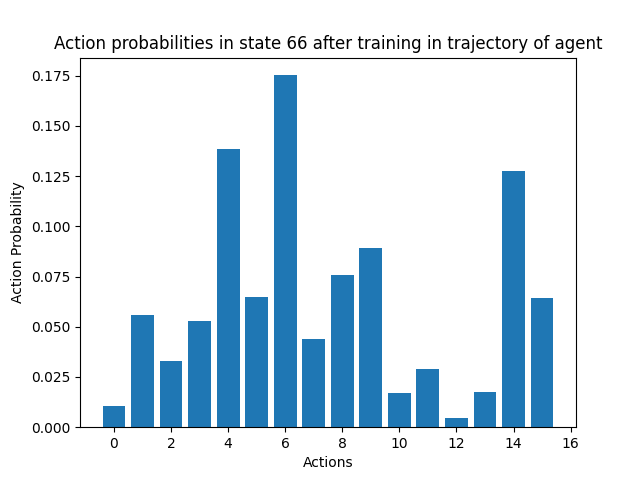 Action probabilities in state 66 after training in trajectory of agent
0.175
0.150
0.125
0.100
0.075
0.050
0.025
0.000
Action Probability
0 2 4 6 8 10 12 14 16
Actions